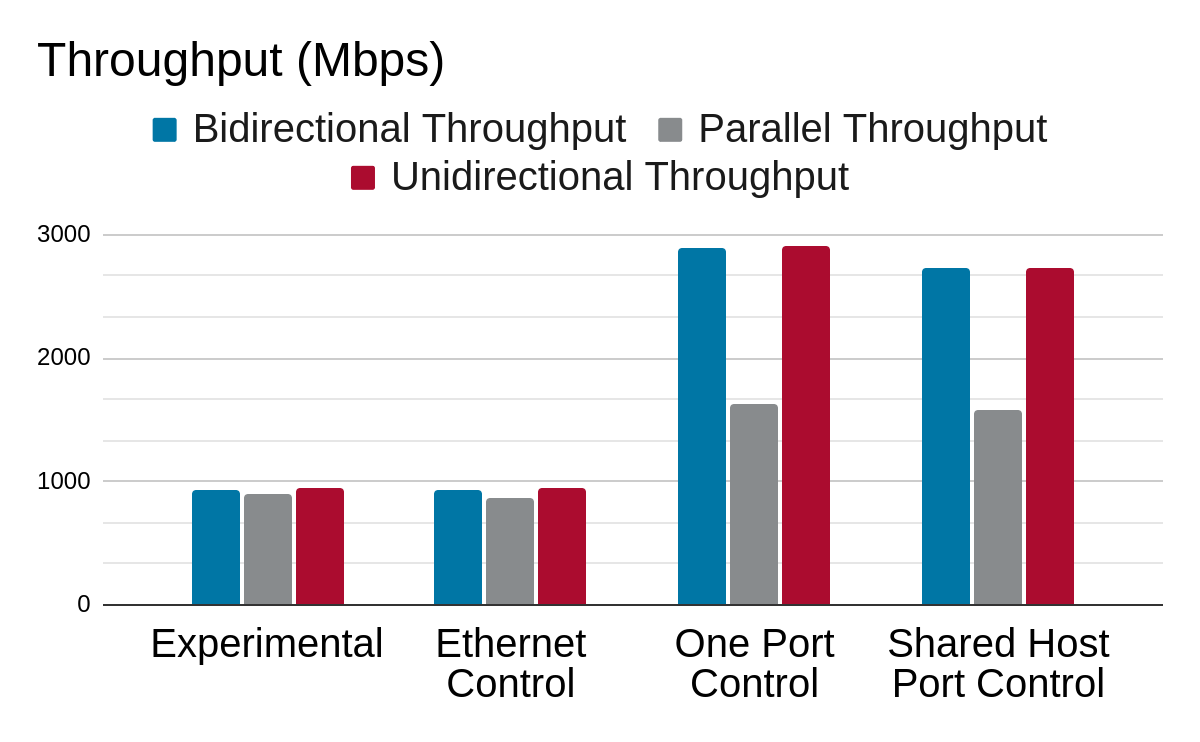 Throughput (Mbps)
Bidirectional Throughput Parallel Throughput
Unidirectional Throughput
3000
2000
1000
0
Experimental Ethernet One Port Shared Host
Control Control Port Control